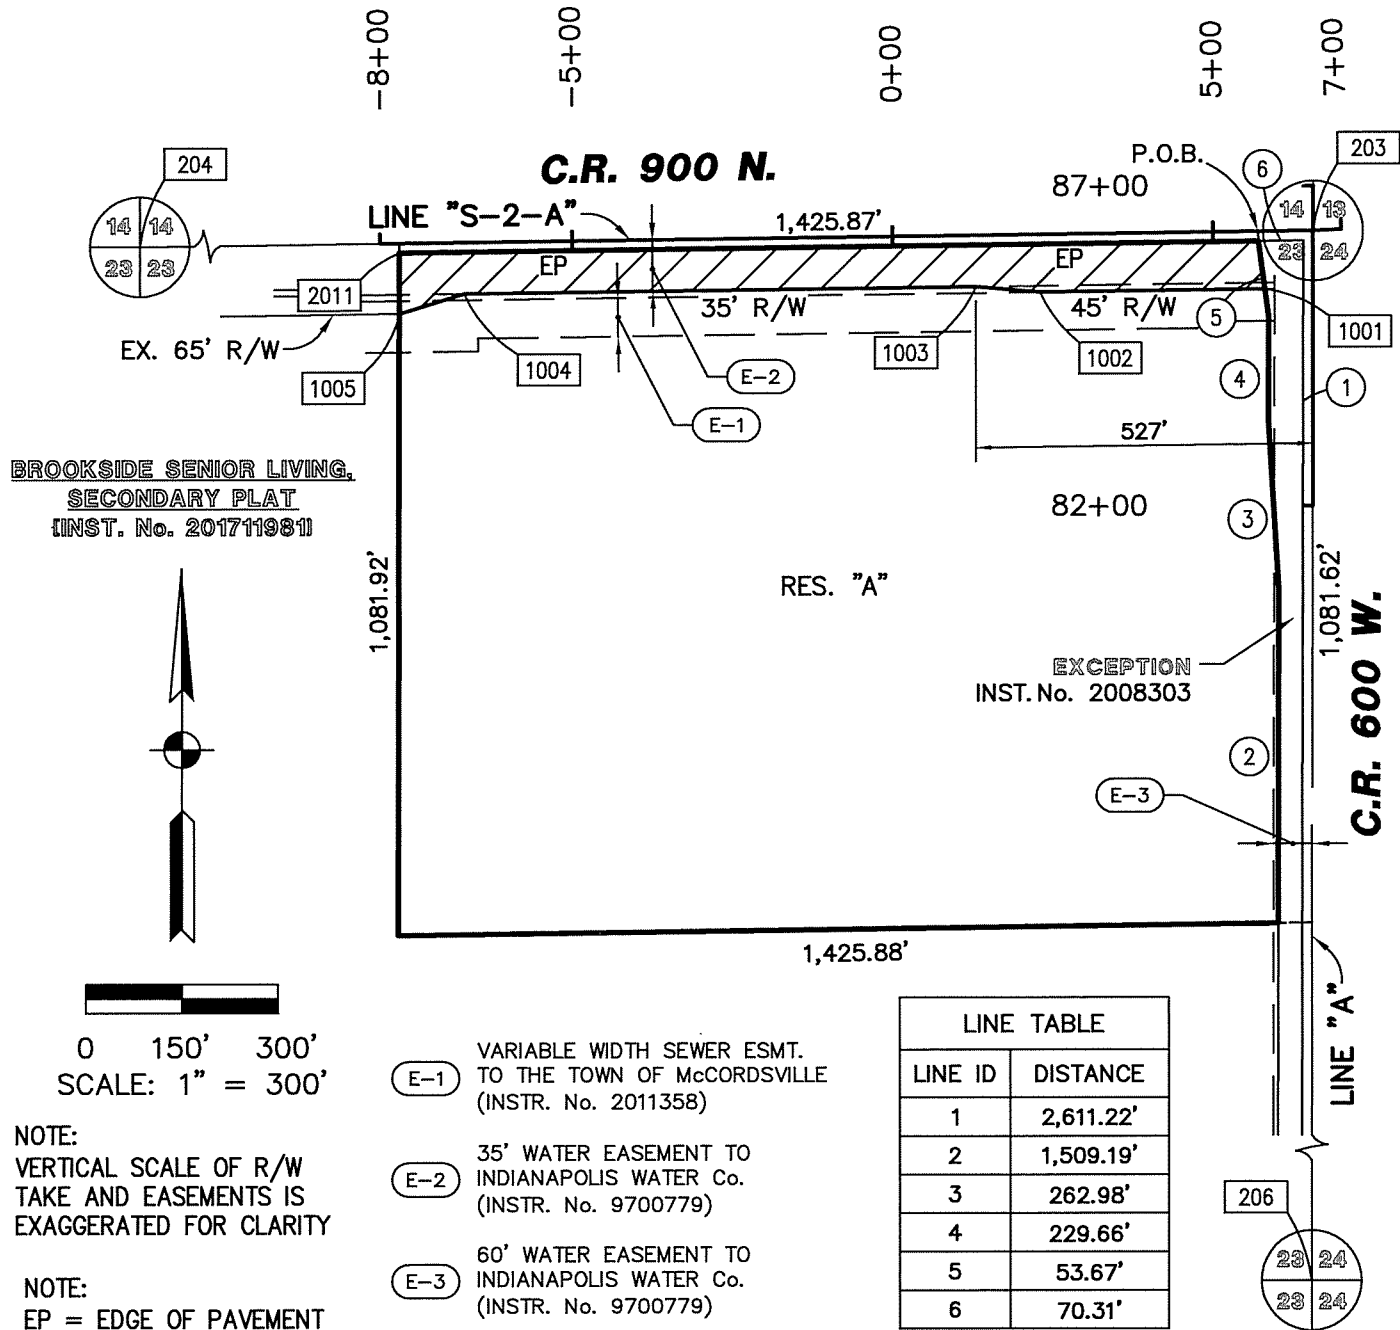 -8+00
-5+00
0+00
5+00
7+00
204
C.R. 900 N.
P.O.B.
6
203
87+00
14 14
23 23
LINE "S-2-A"
1,425.87'
14 13
23 24
EP
EP
2011
35' R/W
45' R/W
5
1001
EX. 65' R/W
1005
1004
1003
1002
E-2
E-1
4
1
527'
BROOKSIDE SENIOR LIVING,
SECONDARY PLAT
(INST. No. 201711981)
82+00
3
1,081.92'
RES. "A"
1,081.62'
C.R. 600 W.
EXCEPTION
INST. No. 2008303
2
E-3
1,425.88'
LINE "A"
0 150' 300'
SCALE: 1" = 300'
NOTE:
VERTICAL SCALE OF R/W
TAKE AND EASEMENTS IS
EXAGGERATED FOR CLARITY
NOTE:
EP = EDGE OF PAVEMENT
E-1
VARIABLE WIDTH SEWER ESMT.
TO THE TOWN OF McCORDSVILLE
(INSTR. No. 2011358)
E-2
35' WATER EASEMENT TO
INDIANAPOLIS WATER Co.
(INSTR. No. 9700779)
E-3
60' WATER EASEMENT TO
INDIANAPOLIS WATER Co.
(INSTR. No. 9700779)
LINE TABLE
LINE ID DISTANCE
1 2,611.22'
2 1,509.19'
3 262.98'
4 229.66'
5 53.67'
6 70.31'
206
23 24
23 24